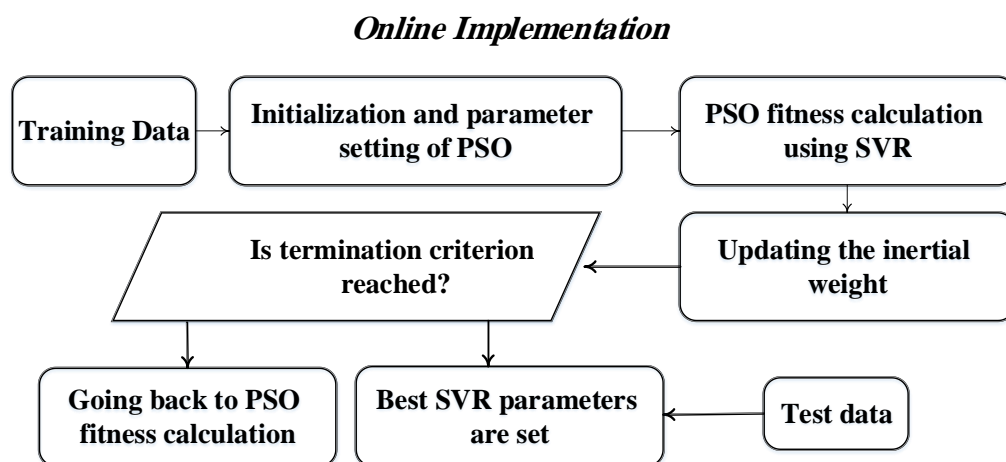 Online Implementation
Training Data
Initialization and parameter
setting of PSO
PSO fitness calculation
using SVR
Updating the inertial
weight
Is termination criterion
reached?
Going back to PSO
fitness calculation
Best SVR parameters
are set
Test data